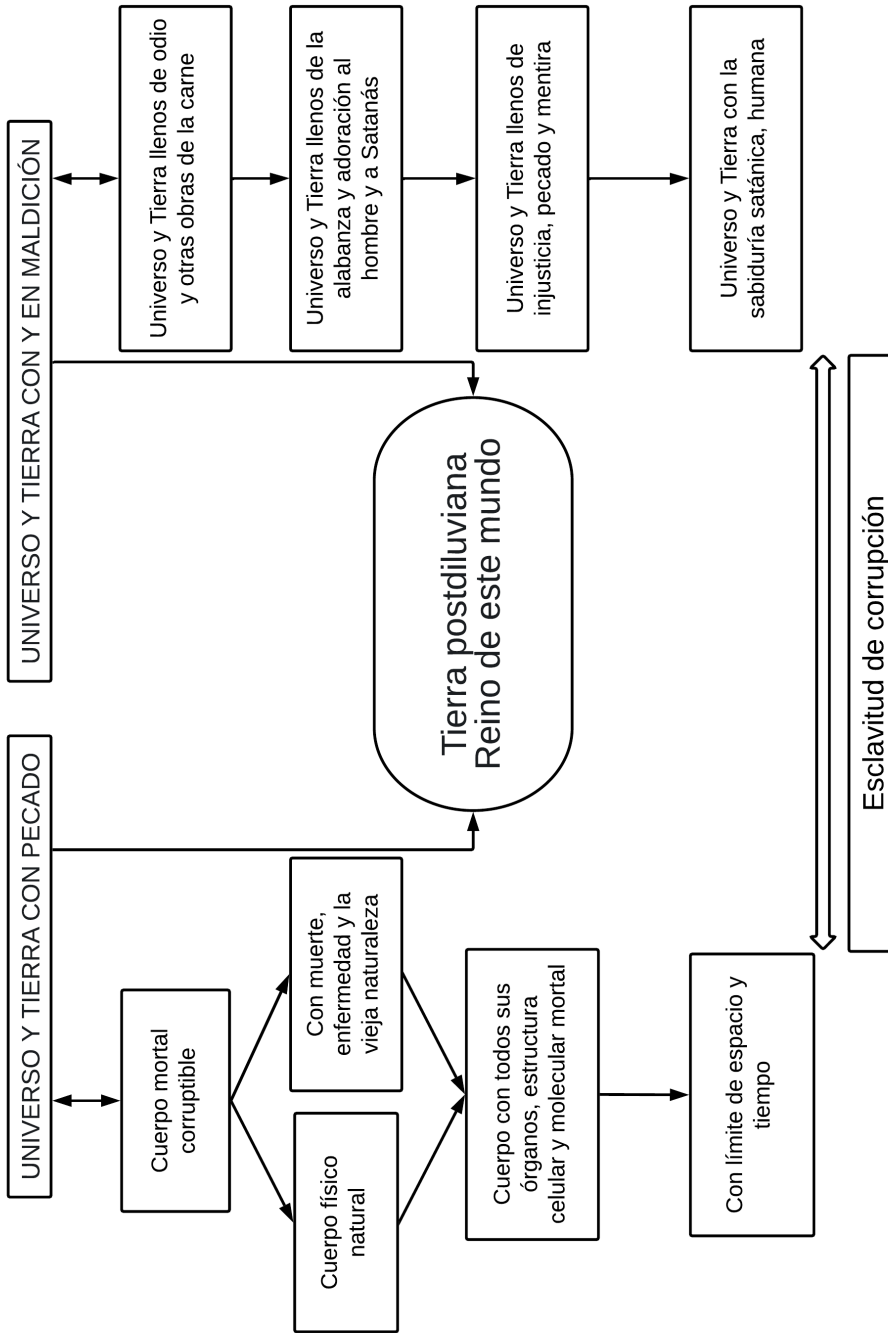 UNIVERSO Y TIERRA CON PECADO
UNIVERSO Y TIERRA CON Y EN MALDICIÓN
Cuerpo mortal
corruptible
Universo y Tierra llenos de odio
y otras obras de la carne
Cuerpo físico
natural
Con muerte,
enfermedad y la
vieja naturaleza
Universo y Tierra llenos de la
alabanza y adoración al
hombre y a Satanás
Tierra postdiluviana
Reino de este mundo
Cuerpo con todos sus
órganos, estructura
celular y molecular mortal
Universo y Tierra llenos de
injusticia, pecado y mentira
Con límite de espacio y
tiempo
Universo y Tierra con la
sabiduría satánica, humana
Esclavitud de corrupción